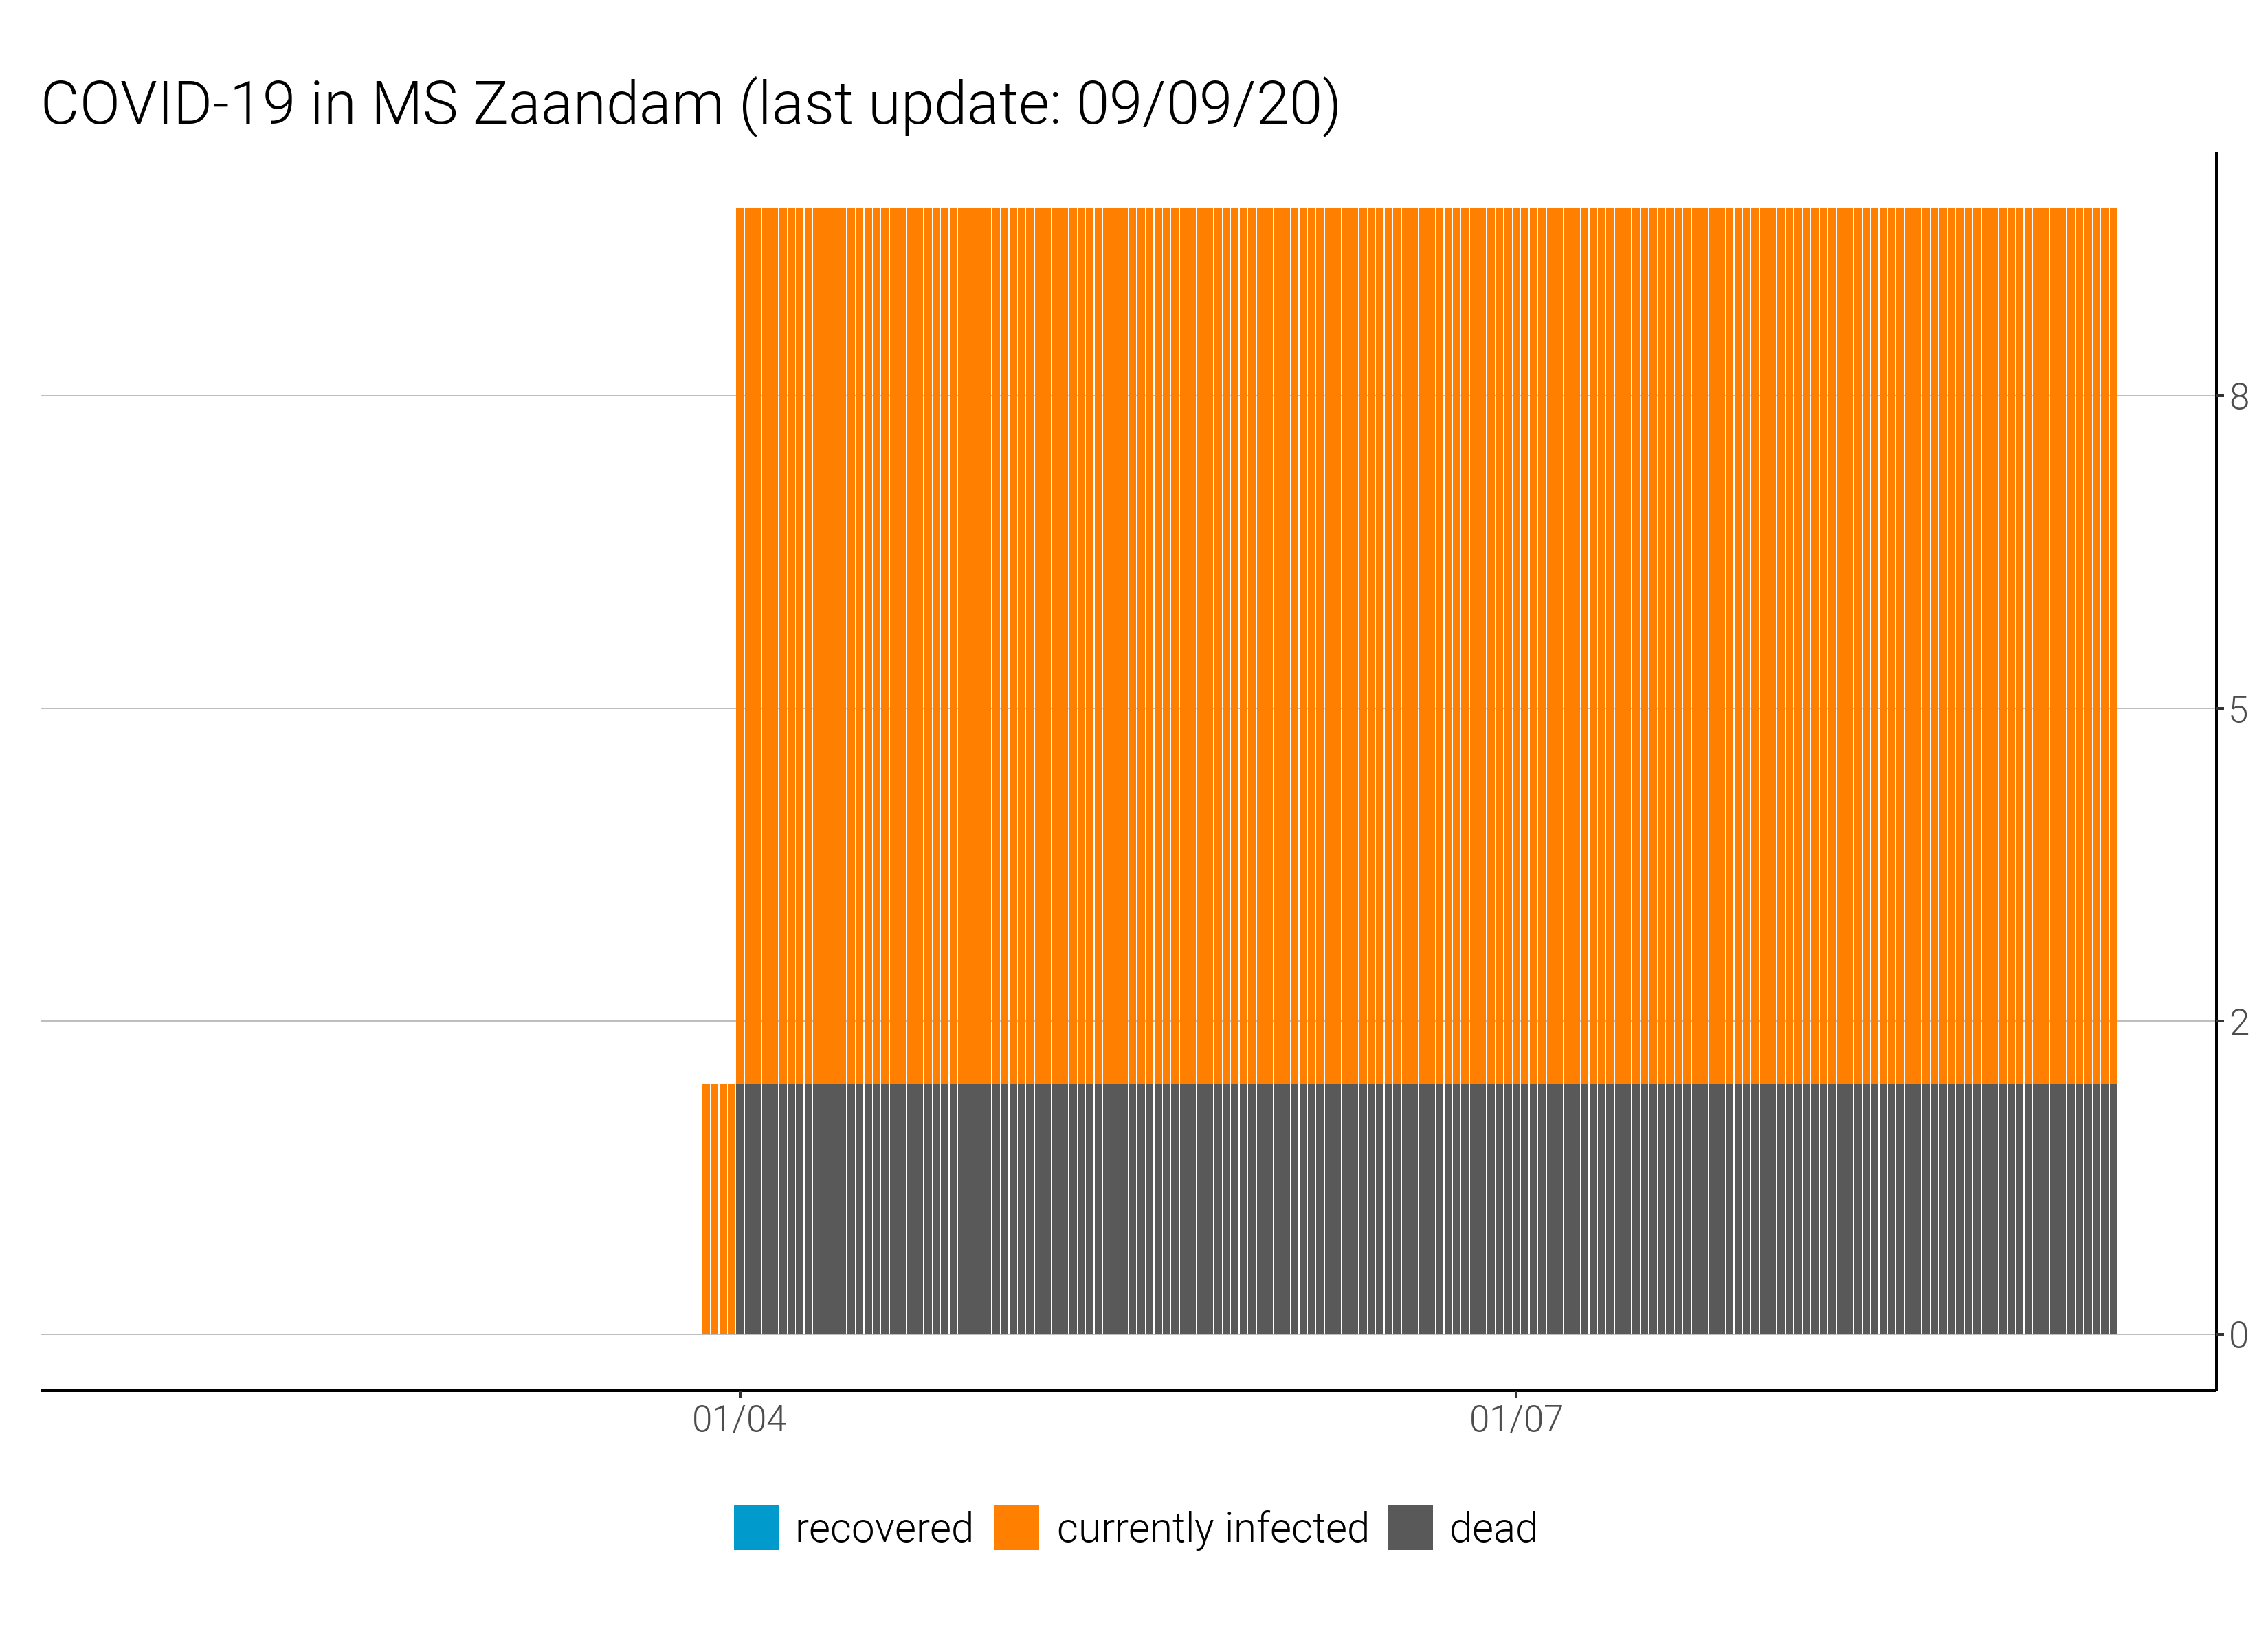 COVID-19 in MS Zaandam (last update: 09/09/20)
8
5
2
0
01/04 01/07
recovered currently infected dead